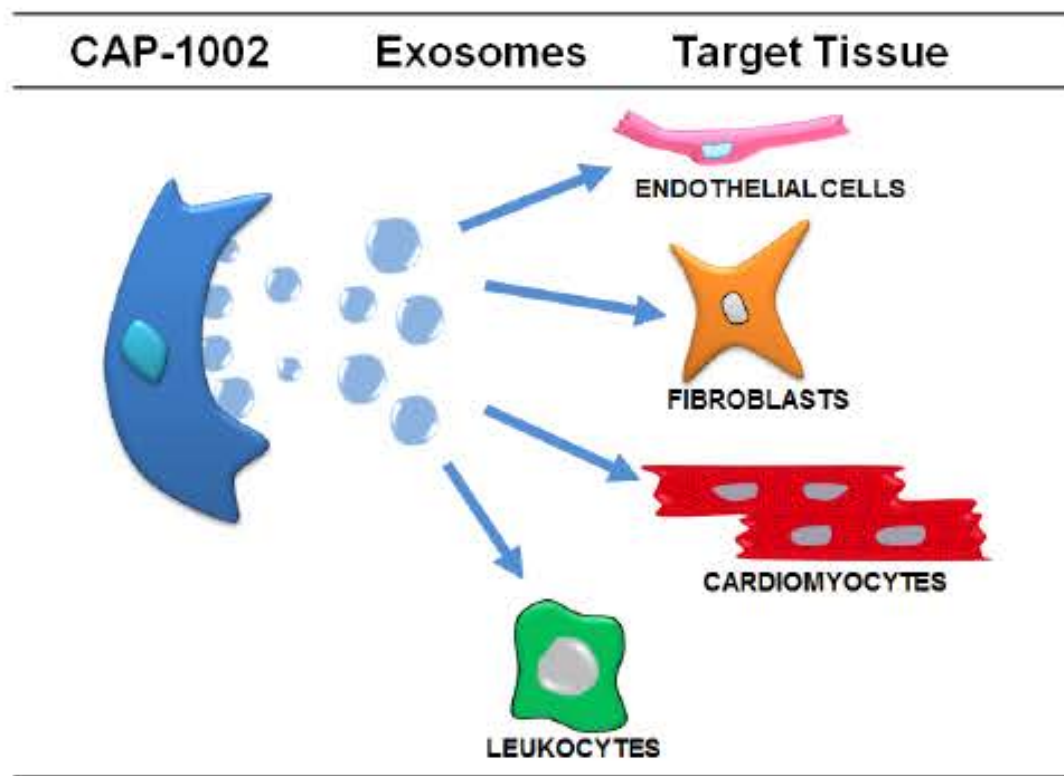 CAP-1002 Exosomes Target Tissue
ENDOTHELIAL CELLS
FIBROBLASTS
CARDIOMYOCYTES
LEUKOCYTES